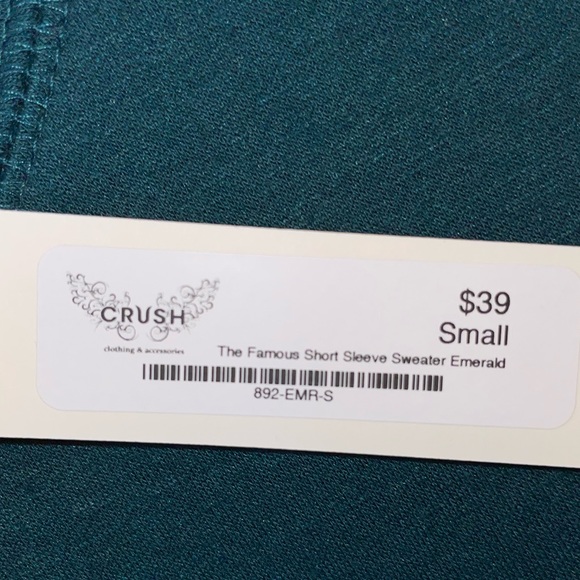 CRUSH
clothing & accessories
$39
Small
The Famous Short Sleeve Sweater Emerald
892-EMR-S